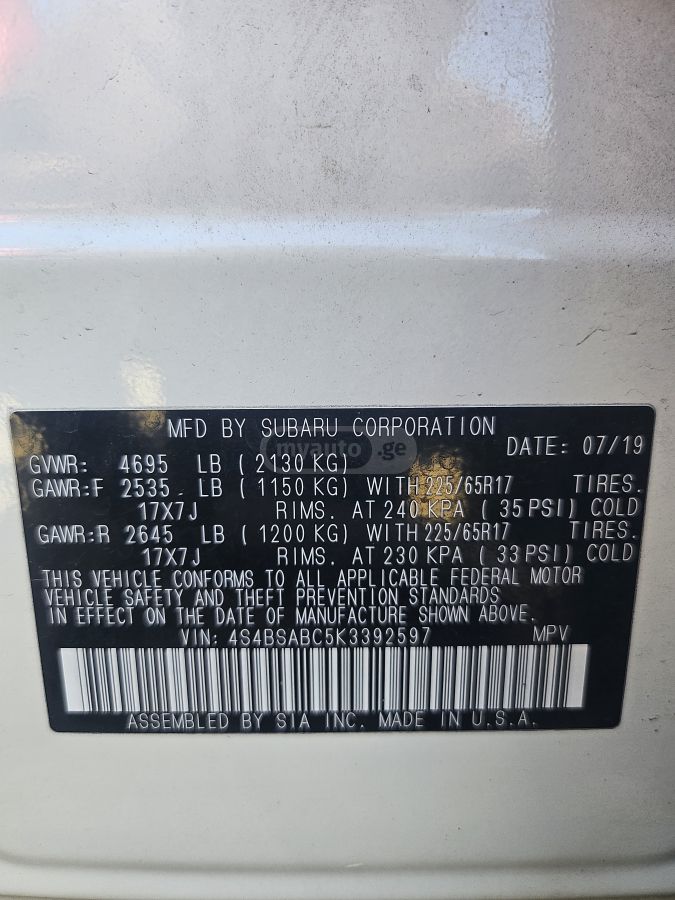 MFD BY SUBARU CORPORATION DATE: 07/19
myauto.ge
GVWR: 4695 LB ( 2130 KG)
GAWR:F 2535 LB ( 1150 KG) WITH 225/65R17 TIRES.
17X7J RIMS. AT 240 KPA ( 35 PSI) COLD
GAWR:R 2645 LB ( 1200 KG) WITH 225/65R17 TIRES.
17X7J RIMS. AT 230 KPA ( 33 PSI) COLD
THIS VEHICLE CONFORMS TO ALL APPLICABLE FEDERAL MOTOR
VEHICLE SAFETY AND THEFT PREVENTION STANDARDS
IN EFFECT ON THE DATE OF MANUFACTURE SHOWN ABOVE.
VIN: 4S4BSABC5K3392597 MPV
ASSEMBLED BY SIA INC. MADE IN U.S.A.